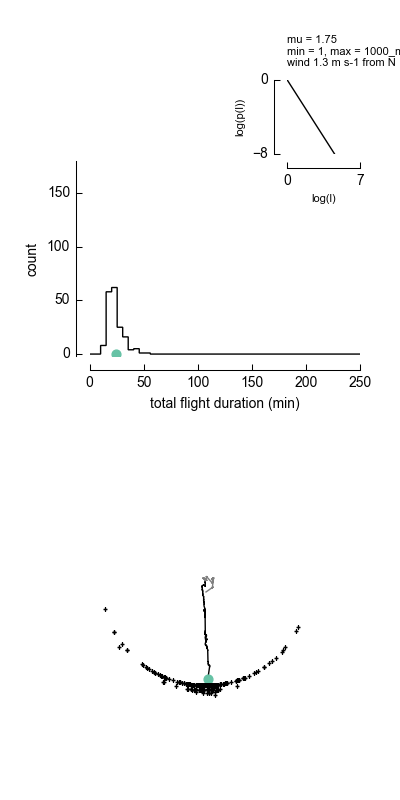 mu = 1.75
min = 1, max = 1000_m
wind 1.3 m s-1 from N
0
−8
log(p(l))
0 7
log(l)
150
100
50
0
count
0 50 100 150 200 250
total flight duration (min)